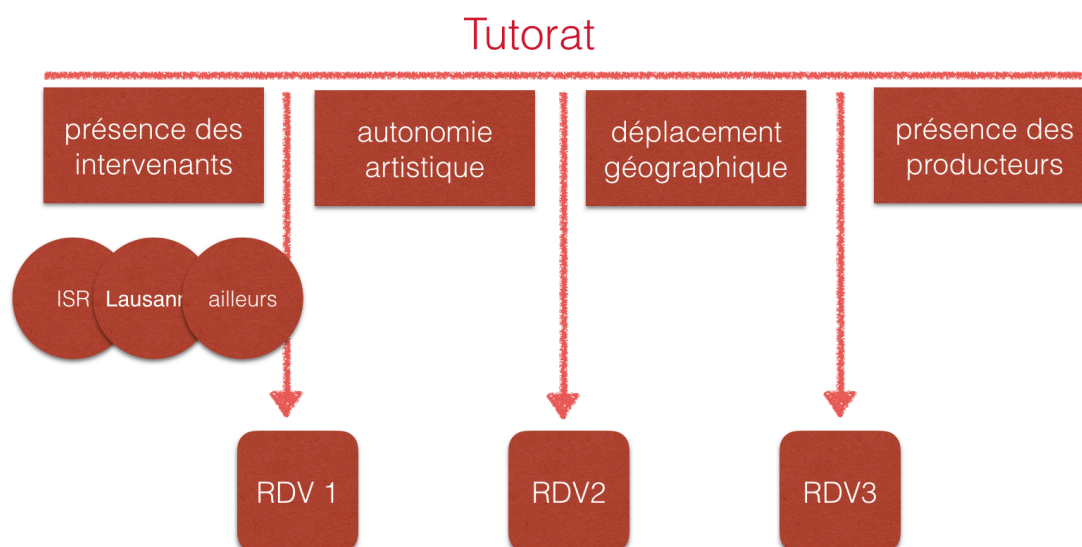 Tutorat
présence des
intervenants
autonomie
artistique
déplacement
géographique
présence des
producteurs
ISR
Lausann
ailleurs
RDV 1
RDV2
RDV3